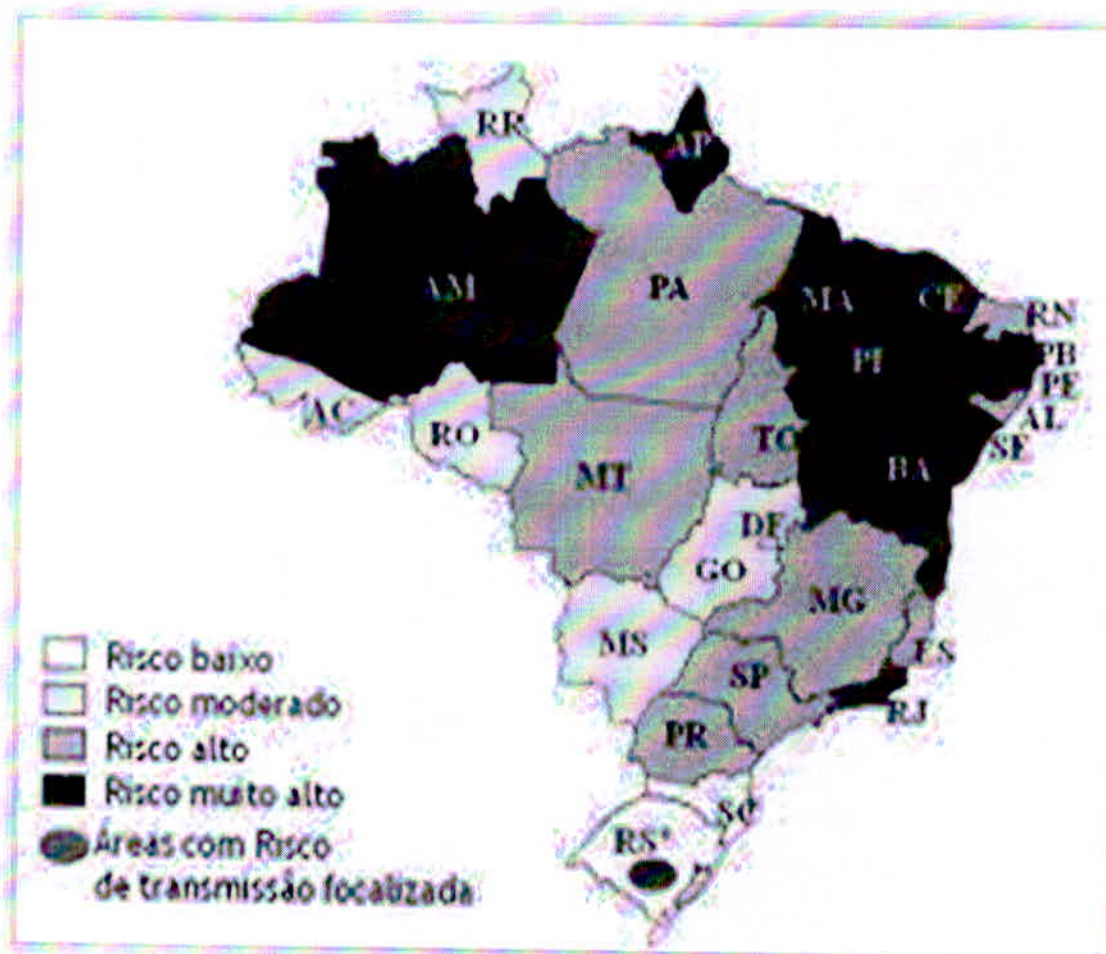 RR
AP
AM
PA
MA
CE
RN
PI
PB
PE
AC
AL
RO
TO
SE
MT
BA
DF
GO
MG
MS
ES
SP
RJ
PR
SC
RS*
Risco baixo
Risco moderado
Risco alto
Risco muito alto
Áreas com Risco
de transmissão focalizada